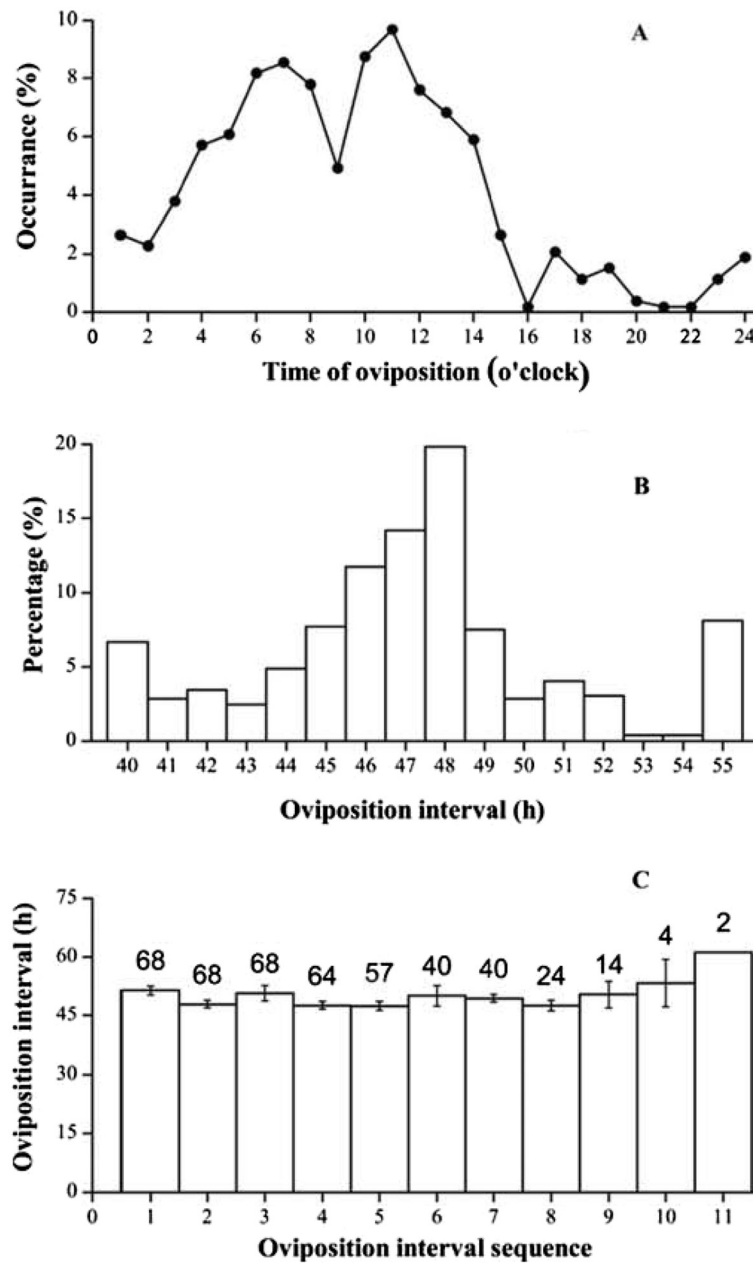 A
Occurrance (%)
10
8
6
4
2
0
0 2 4 6 8 10 12 14 16 18 20 22 24
Time of oviposition (o'clock)
B
Percentage (%)
20
15
10
5
0
40 41 42 43 44 45 46 47 48 49 50 51 52 53 54 55
Oviposition interval (h)
C
Oviposition interval (h)
75
60
45
30
15
0
68 68 68 64 57 40 40 24 14 4 2
0 1 2 3 4 5 6 7 8 9 10 11
Oviposition interval sequence